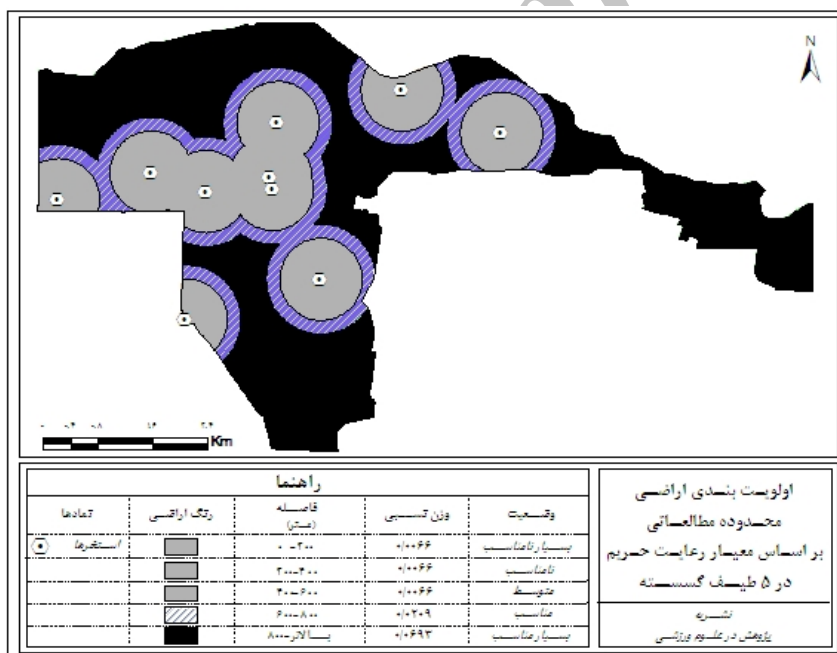 N
Km
راهنما
وضعیت وزن نسبی فاصله (متر) رنگ اراضی نمادها
بسیار نامناسب ۰/۰۰۶۶ ۰-۲۰۰ استخرها
نامناسب ۰/۰۰۶۶ ۲۰۰-۴۰۰
متوسط ۰/۰۰۶۶ ۴۰۰-۶۰۰
مناسب ۰/۰۲۰۹ ۶۰۰-۸۰۰
بسیار مناسب ۰/۰۶۹۳ بالاتر-۸۰۰
اولویت بندی اراضی
محدوده مطالعاتی
بر اساس معیار رعایت حریم
در ۵ طیف گسسته
نشریه
پژوهش در علوم ورزشی